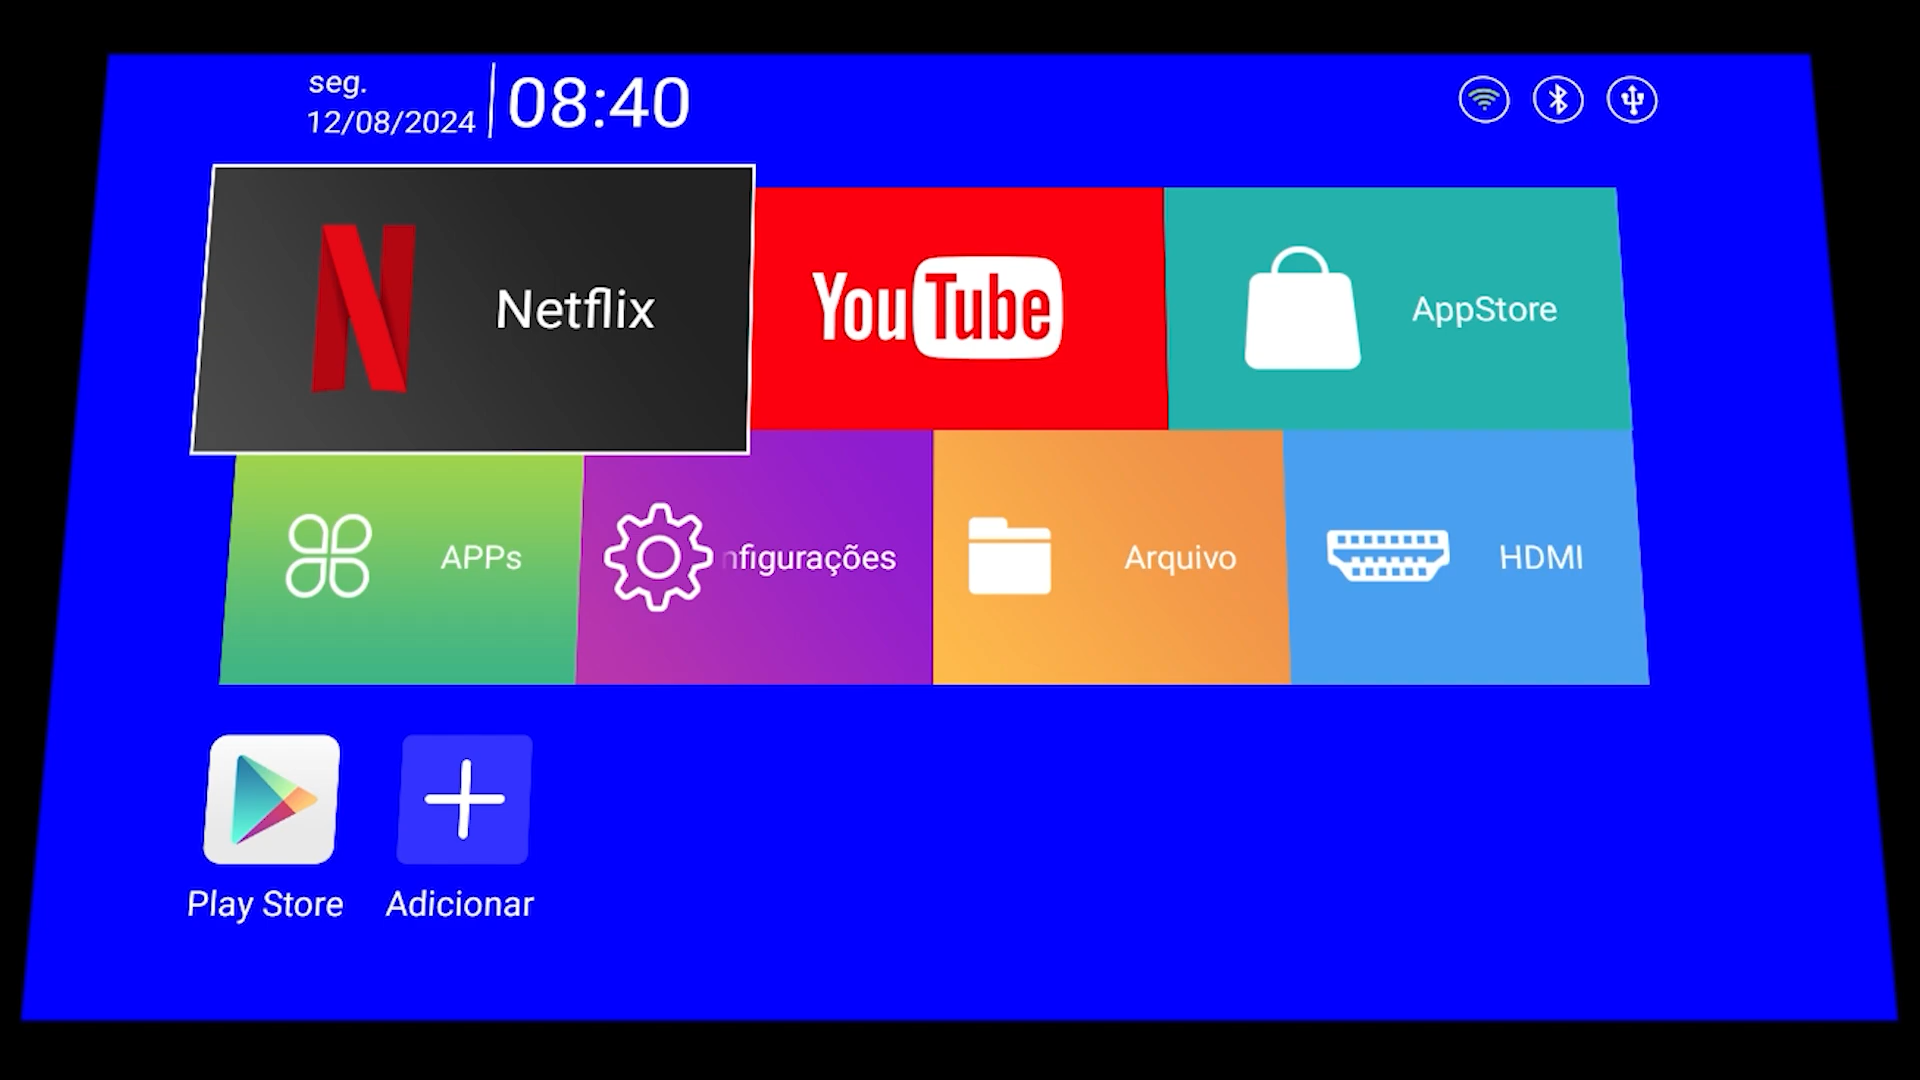 seg.
12/08/2024
08:40
Netflix
YouTube
AppStore
APPs
nfigurações
Arquivo
HDMI
Play Store
Adicionar